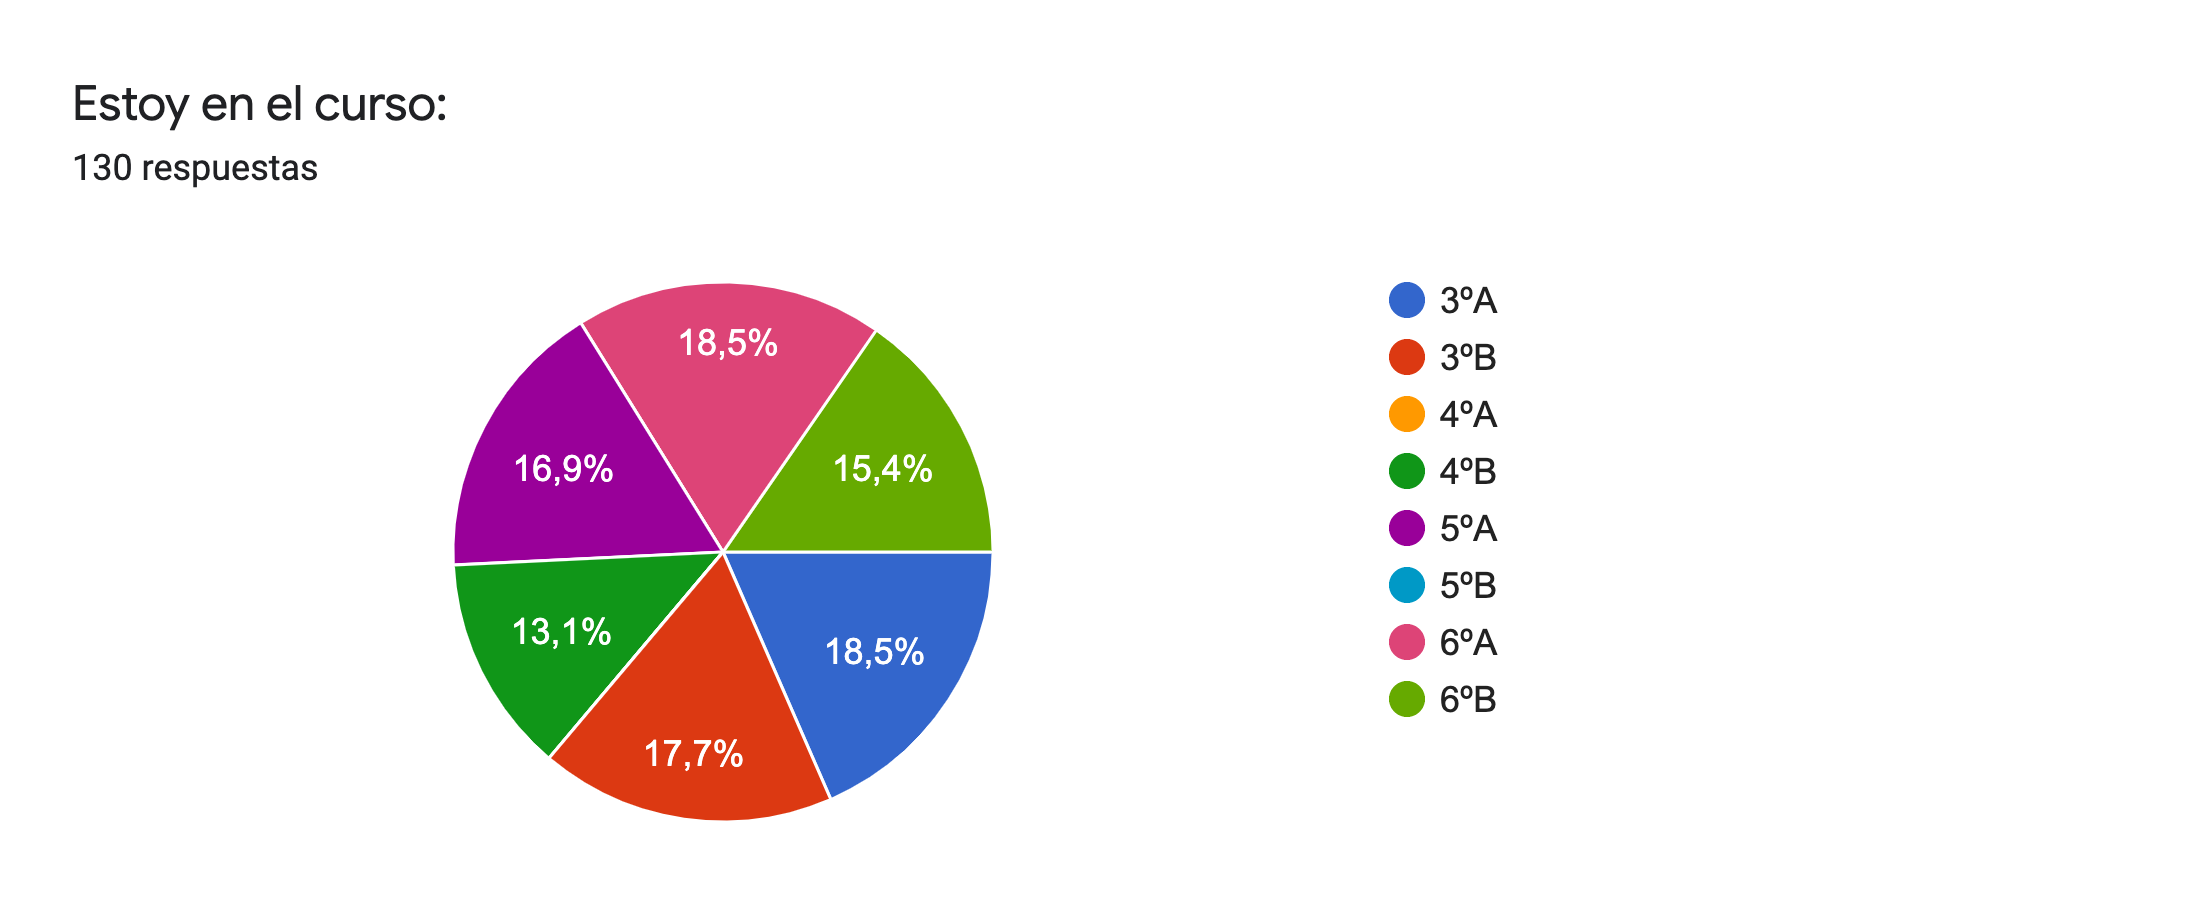 Estoy en el curso:
130 respuestas
18,5%
16,9%
15,4%
13,1%
18,5%
17,7%
3ºA
3ºB
4ºA
4ºB
5ºA
5ºB
6ºA
6ºB